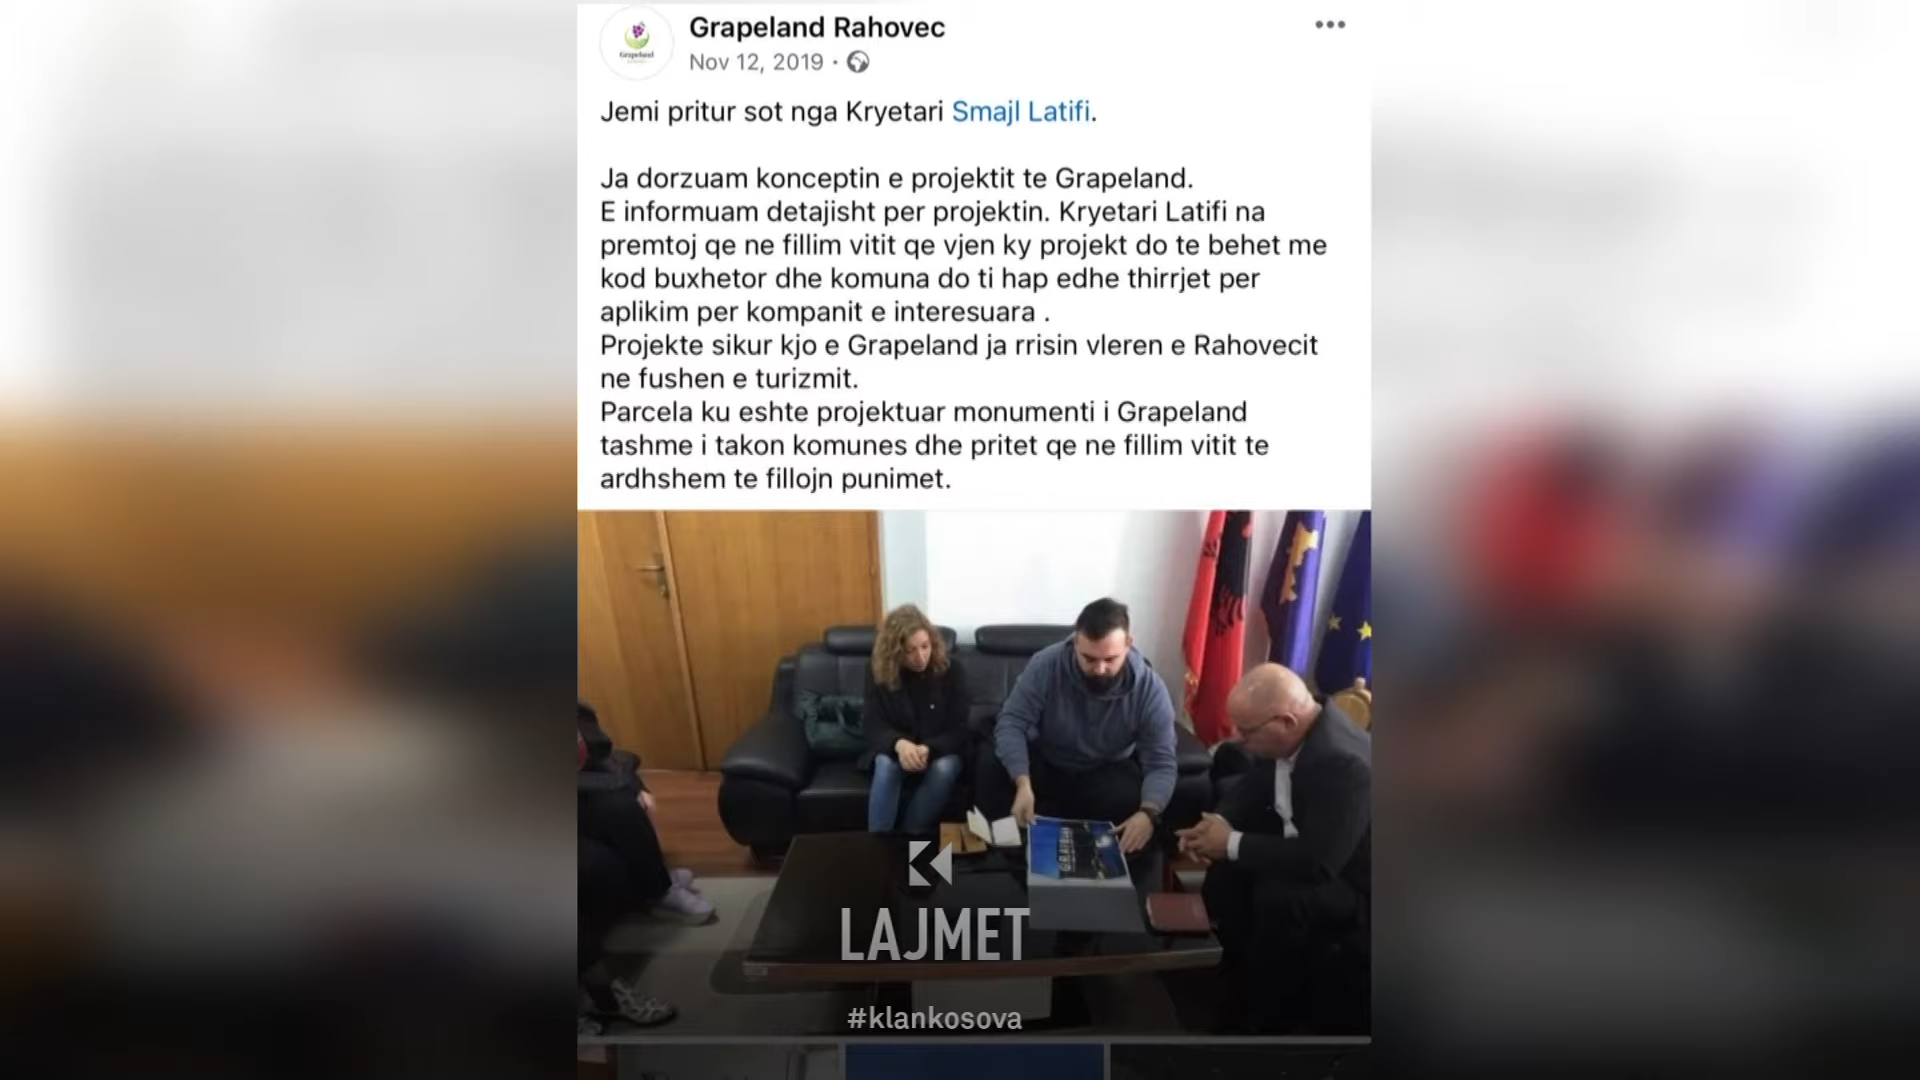 Grapeland Rahovec
Nov 12, 2019 ·
Grapeland
Jemi pritur sot nga Kryetari Smajl Latifi.
Ja dorzuam konceptin e projektit te Grapeland.
E informuam detajisht per projektin. Kryetari Latifi na
premtoj qe ne fillim vitit qe vjen ky projekt do te behet me
kod buxhetor dhe komuna do ti hap edhe thirrjet per
aplikim per kompanit e interesuara .
Projekte sikur kjo e Grapeland ja rrisin vleren e Rahovecit
ne fushen e turizmit.
Parcela ku eshte projektuar monumenti i Grapeland
tashme i takon komunes dhe pritet qe ne fillim vitit te
ardhshem te fillojn punimet.
LAJMET
#klankosova